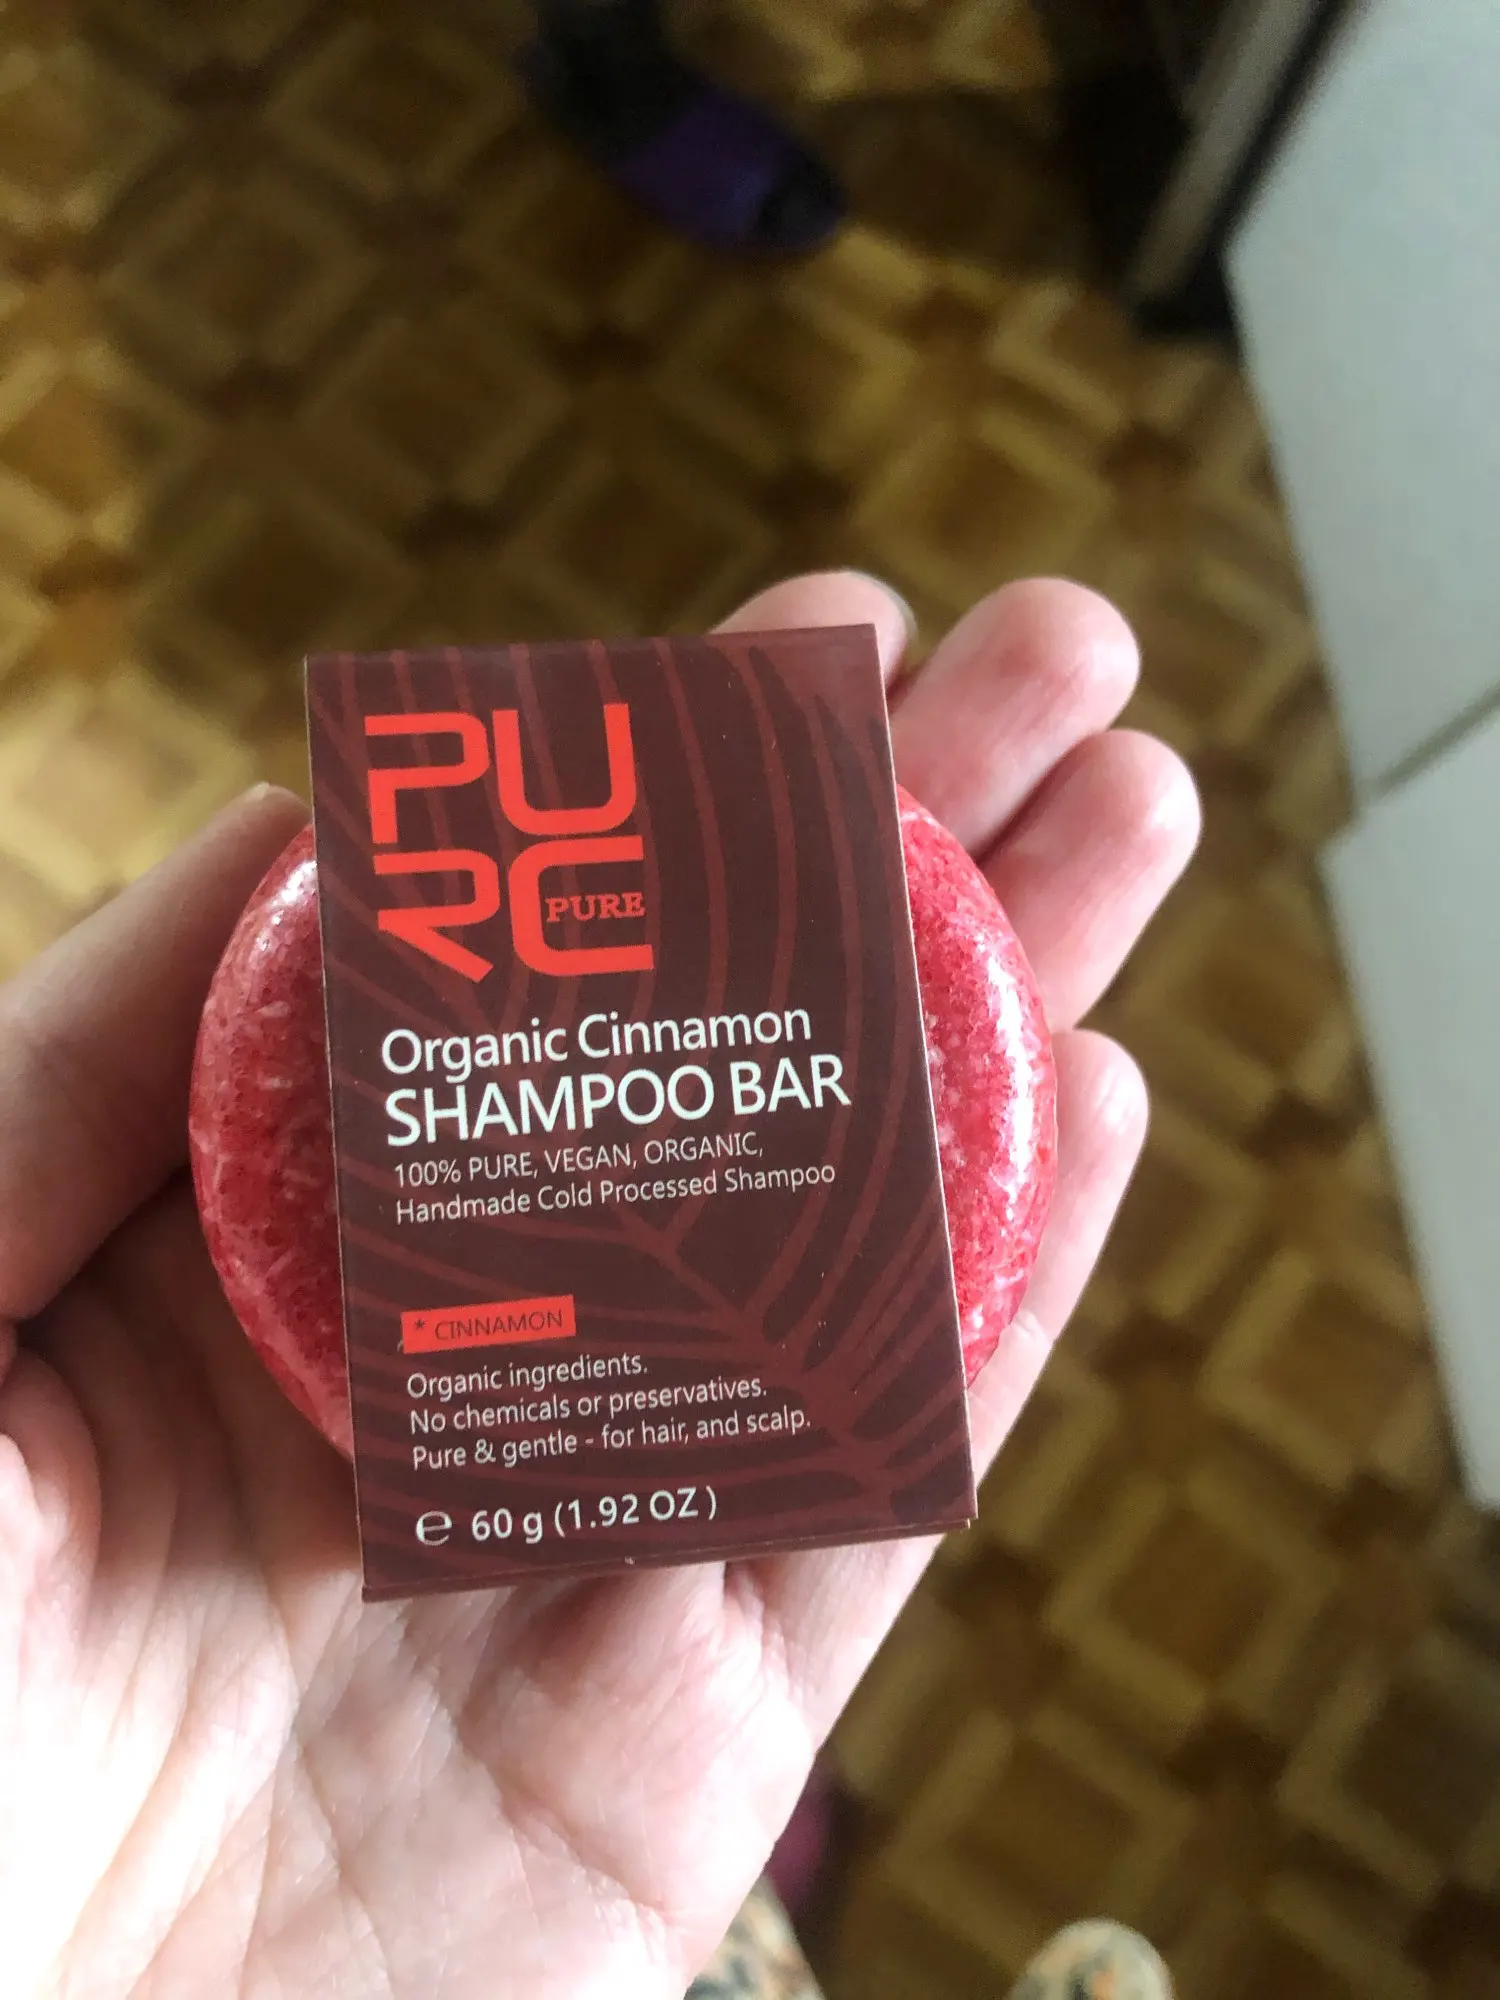 PURC
PURE
Organic Cinnamon
SHAMPOO BAR
100% PURE, VEGAN, ORGANIC,
Handmade Cold Processed Shampoo
* CINNAMON
Organic ingredients.
No chemicals or preservatives.
Pure & gentle - for hair, and scalp.
℮ 60 g (1.92 OZ )